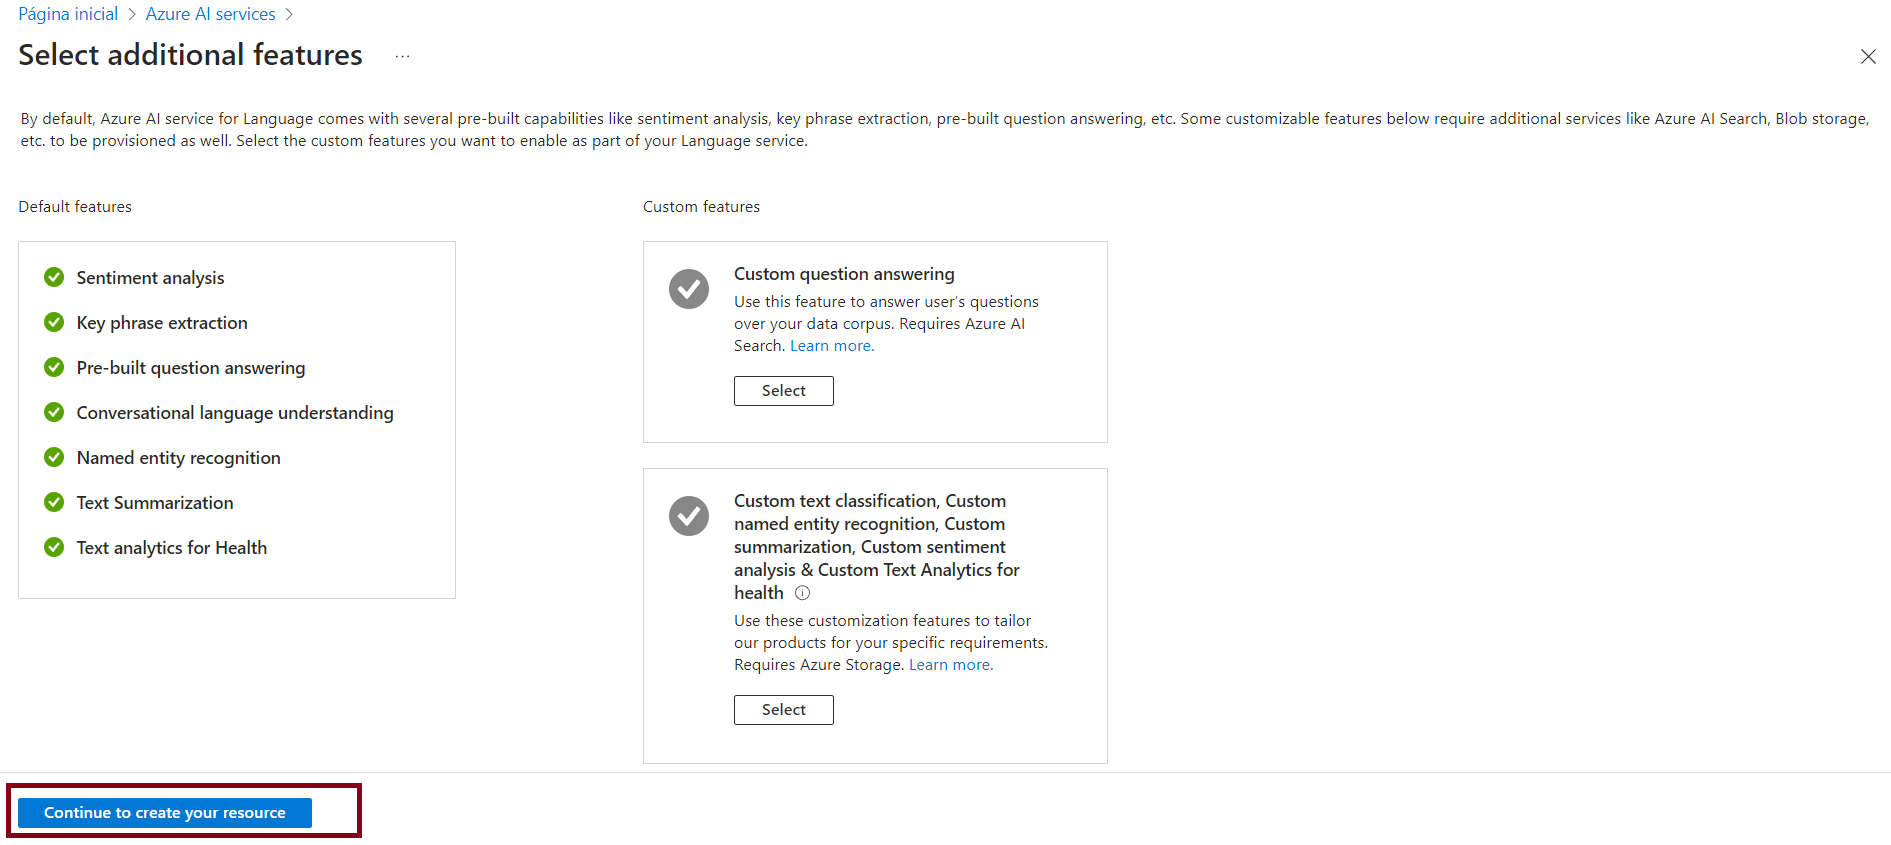 Página inicial > Azure AI services >
Select additional features ...
By default, Azure AI service for Language comes with several pre-built capabilities like sentiment analysis, key phrase extraction, pre-built question answering, etc. Some customizable features below require additional services like Azure AI Search, Blob storage,
etc. to be provisioned as well. Select the custom features you want to enable as part of your Language service.
Default features
Sentiment analysis
Key phrase extraction
Pre-built question answering
Conversational language understanding
Named entity recognition
Text Summarization
Text analytics for Health
Custom features
Custom question answering
Use this feature to answer user's questions
over your data corpus. Requires Azure AI
Search. Learn more.
Select
Custom text classification, Custom
named entity recognition, Custom
summarization, Custom sentiment
analysis & Custom Text Analytics for
health
Use these customization features to tailor
our products for your specific requirements.
Requires Azure Storage. Learn more.
Select
Continue to create your resource